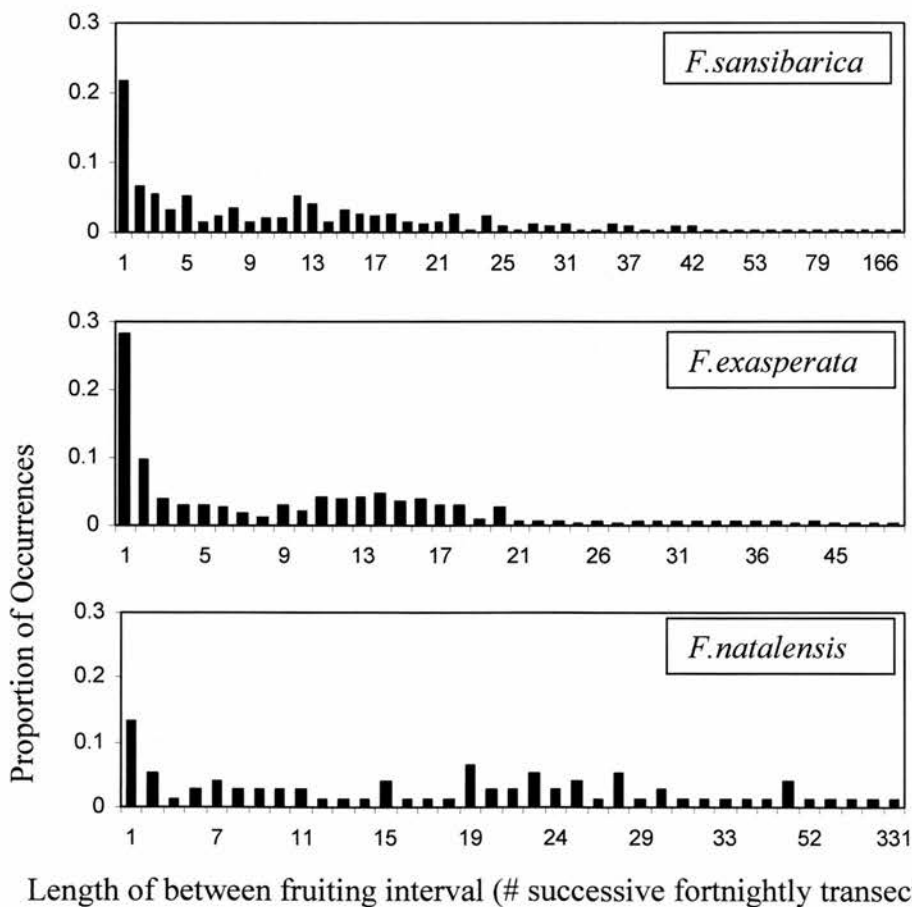 0.3
F.sansibarica
0.2
0.1
0
1 5 9 13 17 21 25 31 37 42 53 79 166
0.3
F.exasperata
0.2
0.1
0
1 5 9 13 17 21 26 31 36 45
0.3
F.natalensis
0.2
0.1
0
1 7 11 15 19 24 29 33 52 331
Proportion of Occurrences
Length of between fruiting interval (# successive fortnightly transec